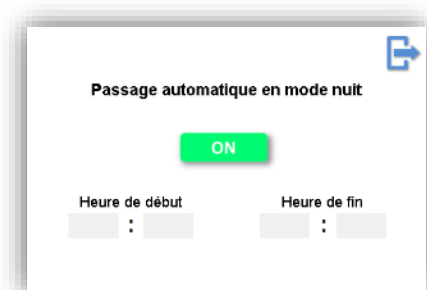 Passage automatique en mode nuit
ON
Heure de début Heure de fin
: :